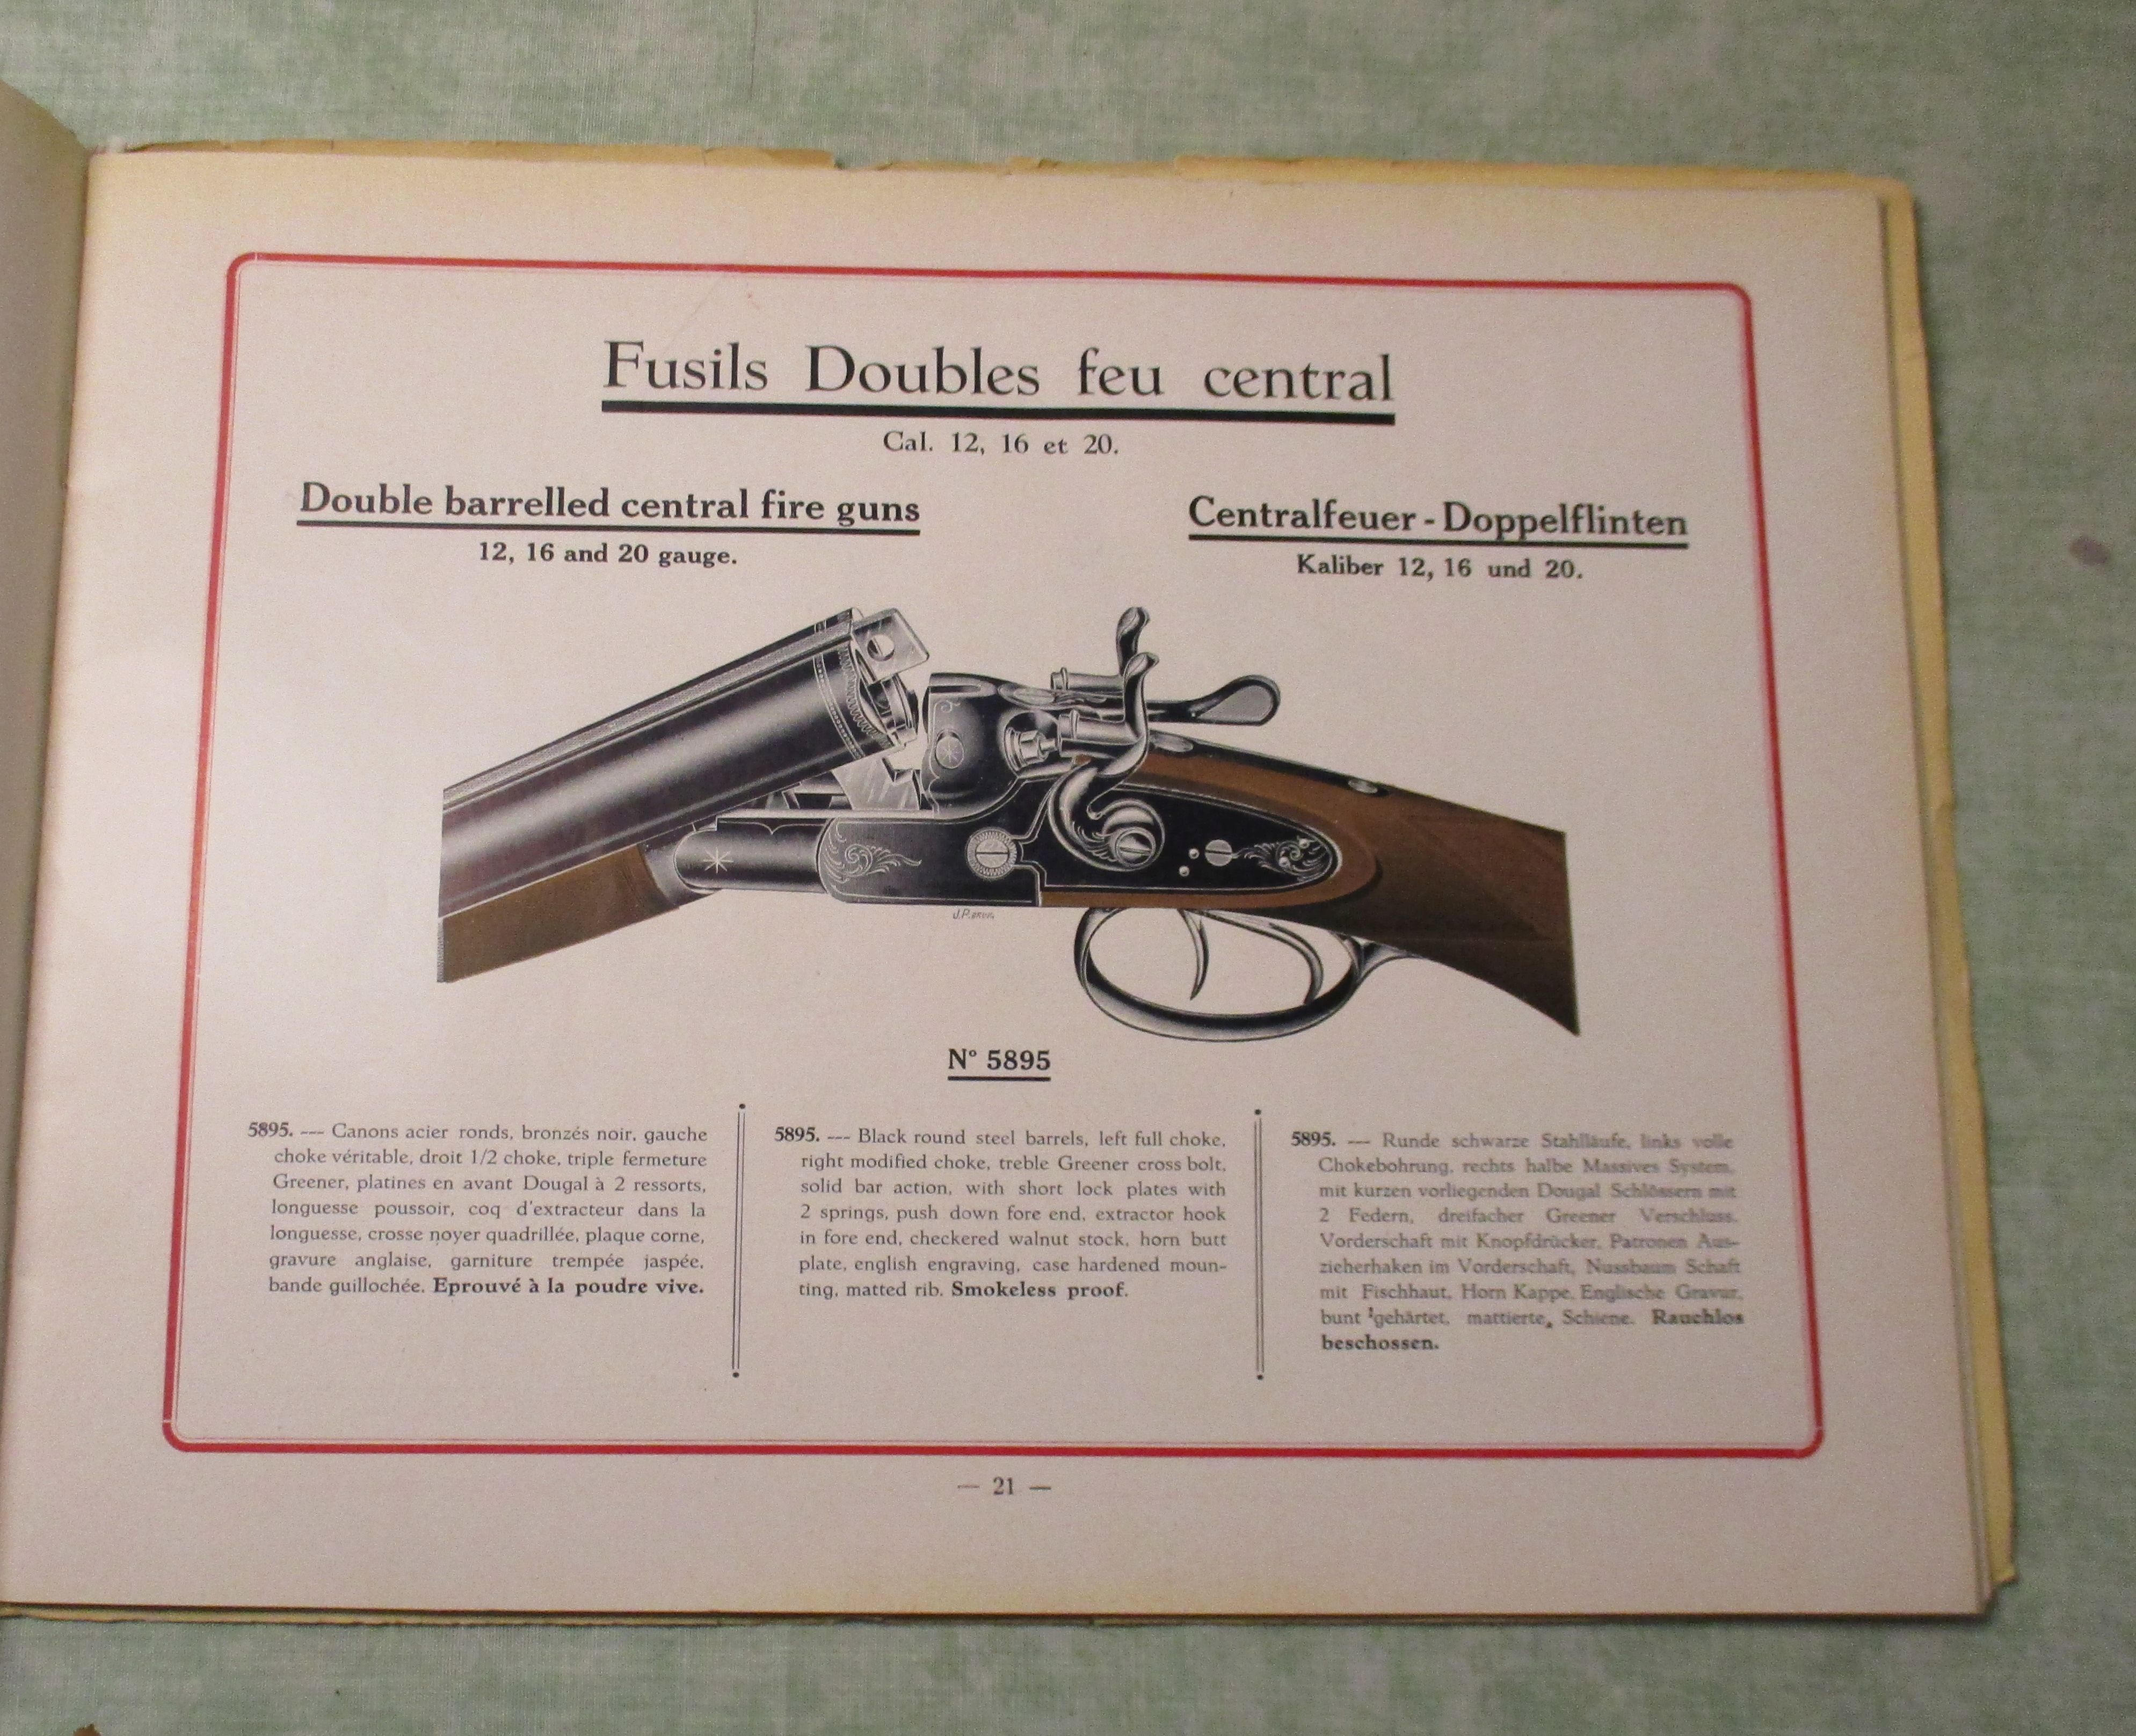 Fusils Doubles feu central
Cal. 12, 16 et 20.
Double barrelled central fire guns
12, 16 and 20 gauge.
Centralfeuer - Doppelflinten
Kaliber 12, 16 und 20.
J.P.
N° 5895
5895. --- Canons acier ronds, bronzés noir, gauche
choke véritable, droit 1/2 choke, triple fermeture
Greener, platines en avant Dougal à 2 ressorts,
longuesse poussoir, coq d'extracteur dans la
longuesse, crosse noyer quadrillée, plaque corne,
gravure anglaise, garniture trempée jaspée,
bande guillochée. Eprouvé à la poudre vive.
5895. --- Black round steel barrels, left full choke,
right modified choke, treble Greener cross bolt,
solid bar action, with short lock plates with
2 springs, push down fore end, extractor hook
in fore end, checkered walnut stock, horn butt
plate, english engraving, case hardened moun-
ting, matted rib. Smokeless proof.
5895. --- Runde schwarze Stahlläufe, links volle
Chokebohrung, rechts halbe Massives System,
mit kurzen vorliegenden Dougal Schlössern mit
2 Federn, dreifacher Greener Verschluss,
Vorderschaft mit Knopfdrücker, Patronen Aus-
zieherhaken im Vorderschaft, Nussbaum Schaft
mit Fischhaut, Horn Kappe, Englische Gravur,
bunt gehärtet, mattierte, Schiene. Rauchlos
beschossen.
— 21 —